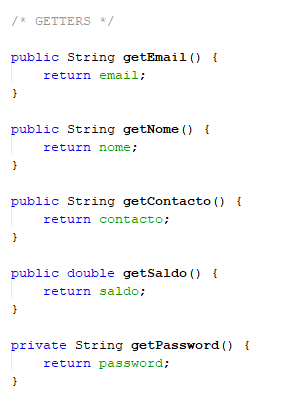 /* GETTERS */
public String getEmail() {
return email;
}
public String getNome() {
return nome;
}
public String getContacto() {
return contacto;
}
public double getSaldo() {
return saldo;
}
private String getPassword() {
return password;
}